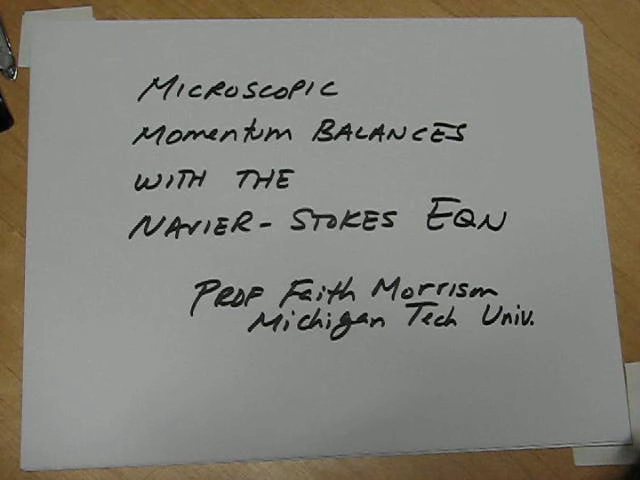 MICROSCOPIC
MOMENTUM BALANCES
WITH THE
NAVIER-STOKES EQN
PROF Faith Morrison
Michigan Tech Univ.